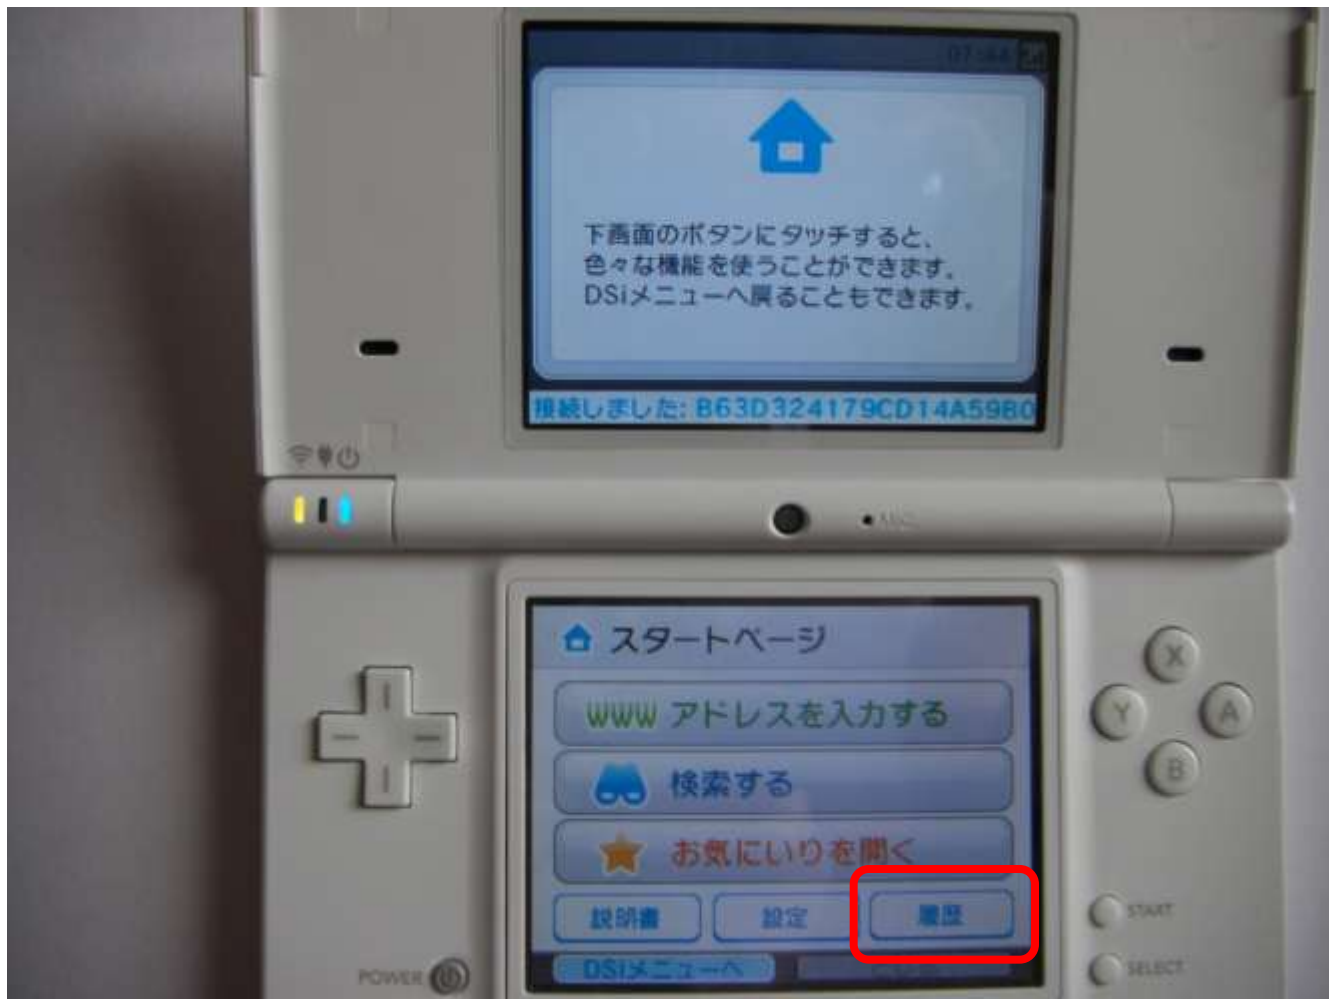 07:44
下画面のボタンにタッチすると、
色々な機能を使うことができます。
DSiメニューへ戻ることもできます。
接続しました: B63D324179CD14A59B0
MIC.
スタートページ
WWW アドレスを入力する
検索する
お気にいりを開く
説明書 設定 履歴
DSiメニューへ
X
Y A
B
START
SELECT
POWER